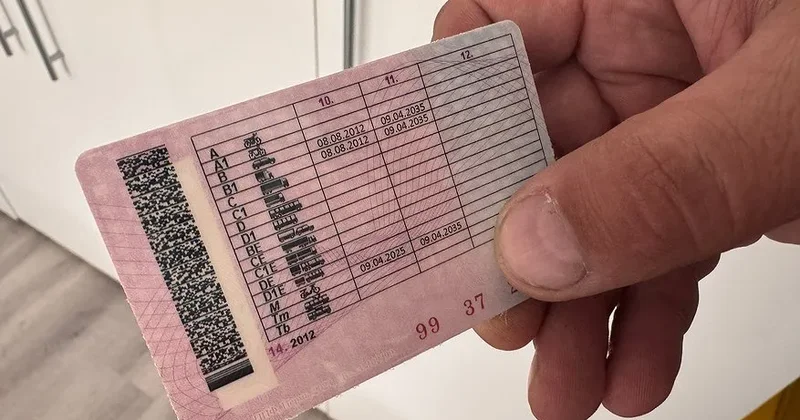 10. 11. 12.
A
A1
B 08.08.2012 09.04.2035
B1 08.08.2012 09.04.2035
C
C1
D
D1
BE
CE
C1E
DE
D1E
M 09.04.2025 09.04.2035
Tm
Tb
14. 2012
99 37